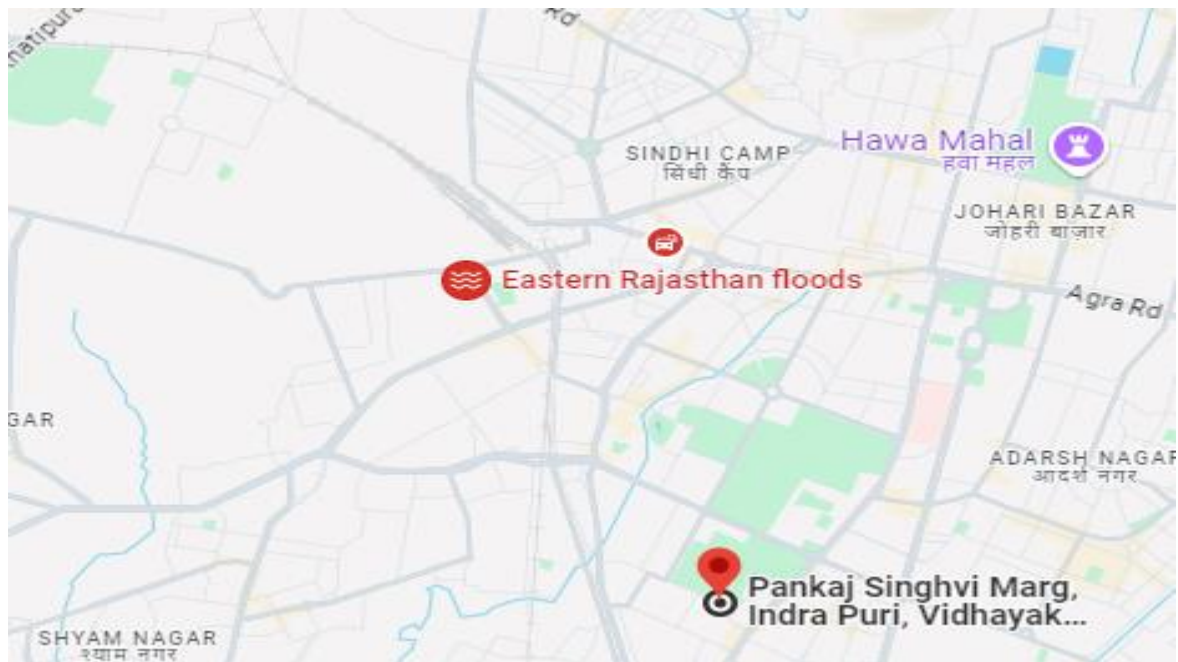 Rd
SINDHI CAMP
सिंधी कैंप
Hawa Mahal
हवा महल
JOHARI BAZAR
जोहरी बाज़ार
Eastern Rajasthan floods
Agra Rd
GAR
ADARSH NAGAR
आदर्श नगर
Pankaj Singhvi Marg,
Indra Puri, Vidhayak...
SHYAM NAGAR
श्याम नगर